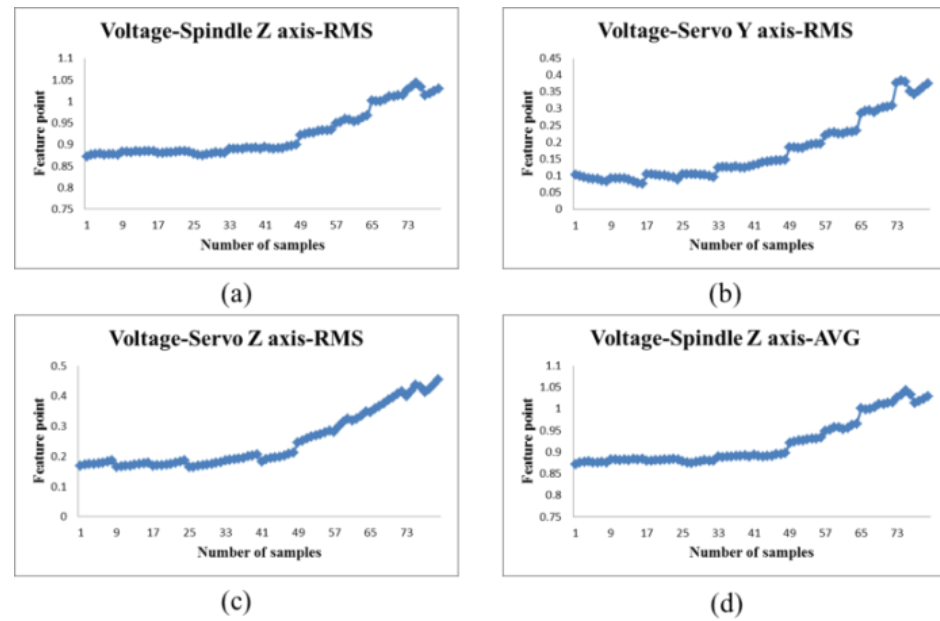 Voltage-Spindle Z axis-RMS
1.1
1.05
1
0.95
0.9
0.85
0.8
0.75
Feature point
1 9 17 25 33 41 49 57 65 73
Number of samples
(a)
Voltage-Servo Y axis-RMS
0.45
0.4
0.35
0.3
0.25
0.2
0.15
0.1
0.05
0
Feature point
1 9 17 25 33 41 49 57 65 73
Number of samples
(b)
Voltage-Servo Z axis-RMS
0.5
0.4
0.3
0.2
0.1
0
Feature point
1 9 17 25 33 41 49 57 65 73
Number of samples
(c)
Voltage-Spindle Z axis-AVG
1.1
1.05
1
0.95
0.9
0.85
0.8
0.75
Feature point
1 9 17 25 33 41 49 57 65 73
Number of samples
(d)